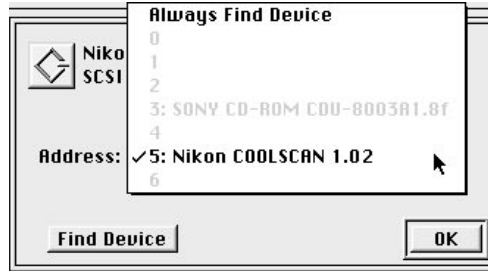 Always Find Device
0
Niko
1
SCSI
2
3: SONY CD-ROM CDU-8003A1.8f
4
Address: ✓5: Nikon COOLSCAN 1.02
6
Find Device OK